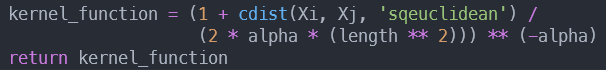 kernel_function = (1 + cdist(Xi, Xj, 'sqeuclidean') /
(2 * alpha * (length ** 2))) ** (-alpha)
return kernel_function